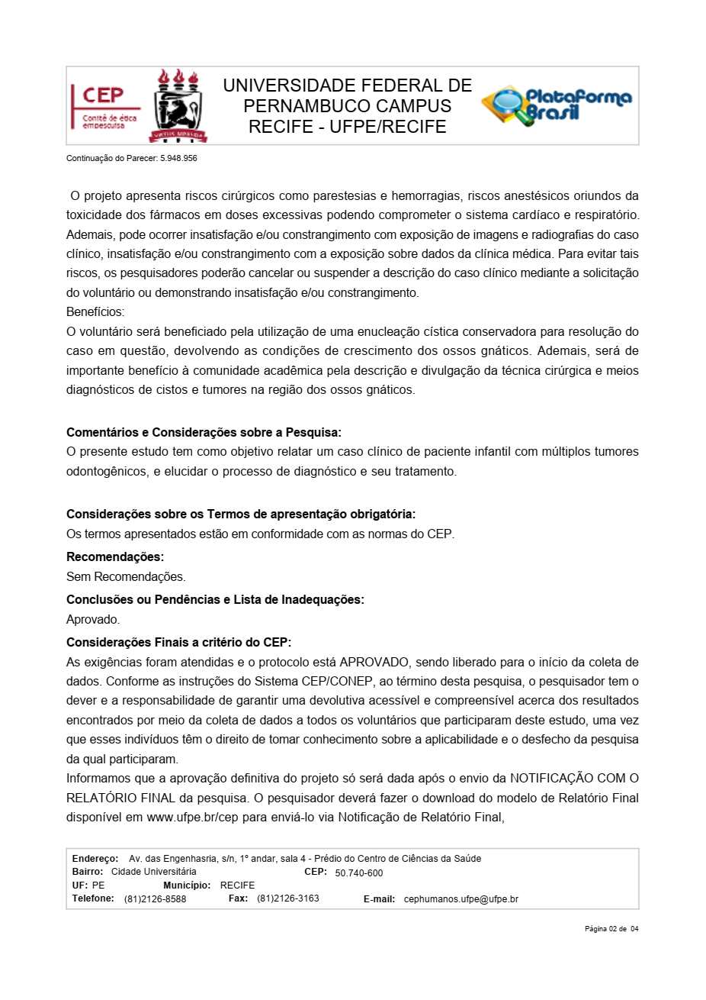 CEP
Comitê de ética
em pesquisa
VIRTUS IMPAVIDA
UNIVERSIDADE FEDERAL DE
PERNAMBUCO CAMPUS
RECIFE - UFPE/RECIFE
Plataforma
Brasil
Continuação do Parecer: 5.948.956
O projeto apresenta riscos cirúrgicos como parestesias e hemorragias, riscos anestésicos oriundos da
toxicidade dos fármacos em doses excessivas podendo comprometer o sistema cardíaco e respiratório.
Ademais, pode ocorrer insatisfação e/ou constrangimento com exposição de imagens e radiografias do caso
clínico, insatisfação e/ou constrangimento com a exposição sobre dados da clínica médica. Para evitar tais
riscos, os pesquisadores poderão cancelar ou suspender a descrição do caso clínico mediante a solicitação
do voluntário ou demonstrando insatisfação e/ou constrangimento.
Benefícios:
O voluntário será beneficiado pela utilização de uma enucleação cística conservadora para resolução do
caso em questão, devolvendo as condições de crescimento dos ossos gnáticos. Ademais, será de
importante benefício à comunidade acadêmica pela descrição e divulgação da técnica cirúrgica e meios
diagnósticos de cistos e tumores na região dos ossos gnáticos.
Comentários e Considerações sobre a Pesquisa:
O presente estudo tem como objetivo relatar um caso clínico de paciente infantil com múltiplos tumores
odontogênicos, e elucidar o processo de diagnóstico e seu tratamento.
Considerações sobre os Termos de apresentação obrigatória:
Os termos apresentados estão em conformidade com as normas do CEP.
Recomendações:
Sem Recomendações.
Conclusões ou Pendências e Lista de Inadequações:
Aprovado.
Considerações Finais a critério do CEP:
As exigências foram atendidas e o protocolo está APROVADO, sendo liberado para o início da coleta de
dados. Conforme as instruções do Sistema CEP/CONEP, ao término desta pesquisa, o pesquisador tem o
dever e a responsabilidade de garantir uma devolutiva acessível e compreensível acerca dos resultados
encontrados por meio da coleta de dados a todos os voluntários que participaram deste estudo, uma vez
que esses indivíduos têm o direito de tomar conhecimento sobre a aplicabilidade e o desfecho da pesquisa
da qual participaram.
Informamos que a aprovação definitiva do projeto só será dada após o envio da NOTIFICAÇÃO COM O
RELATÓRIO FINAL da pesquisa. O pesquisador deverá fazer o download do modelo de Relatório Final
disponível em www.ufpe.br/cep para enviá-lo via Notificação de Relatório Final,
Endereço: Av. das Engenhasria, s/n, 1º andar, sala 4 - Prédio do Centro de Ciências da Saúde
Bairro: Cidade Universitária CEP: 50.740-600
UF: PE Município: RECIFE
Telefone: (81)2126-8588 Fax: (81)2126-3163 E-mail: cephumanos.ufpe@ufpe.br
Página 02 de 04